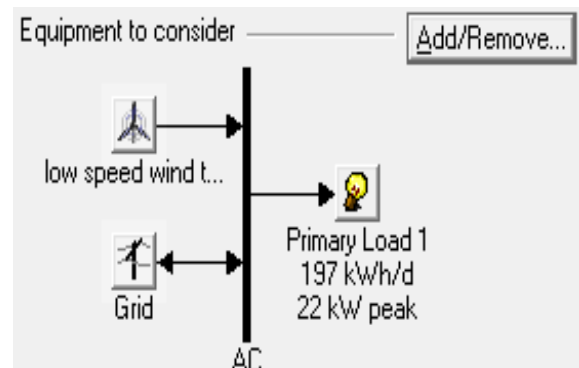 Equipment to consider
Add/Remove...
low speed wind t...
Grid
Primary Load 1
197 kWh/d
22 kW peak
AC